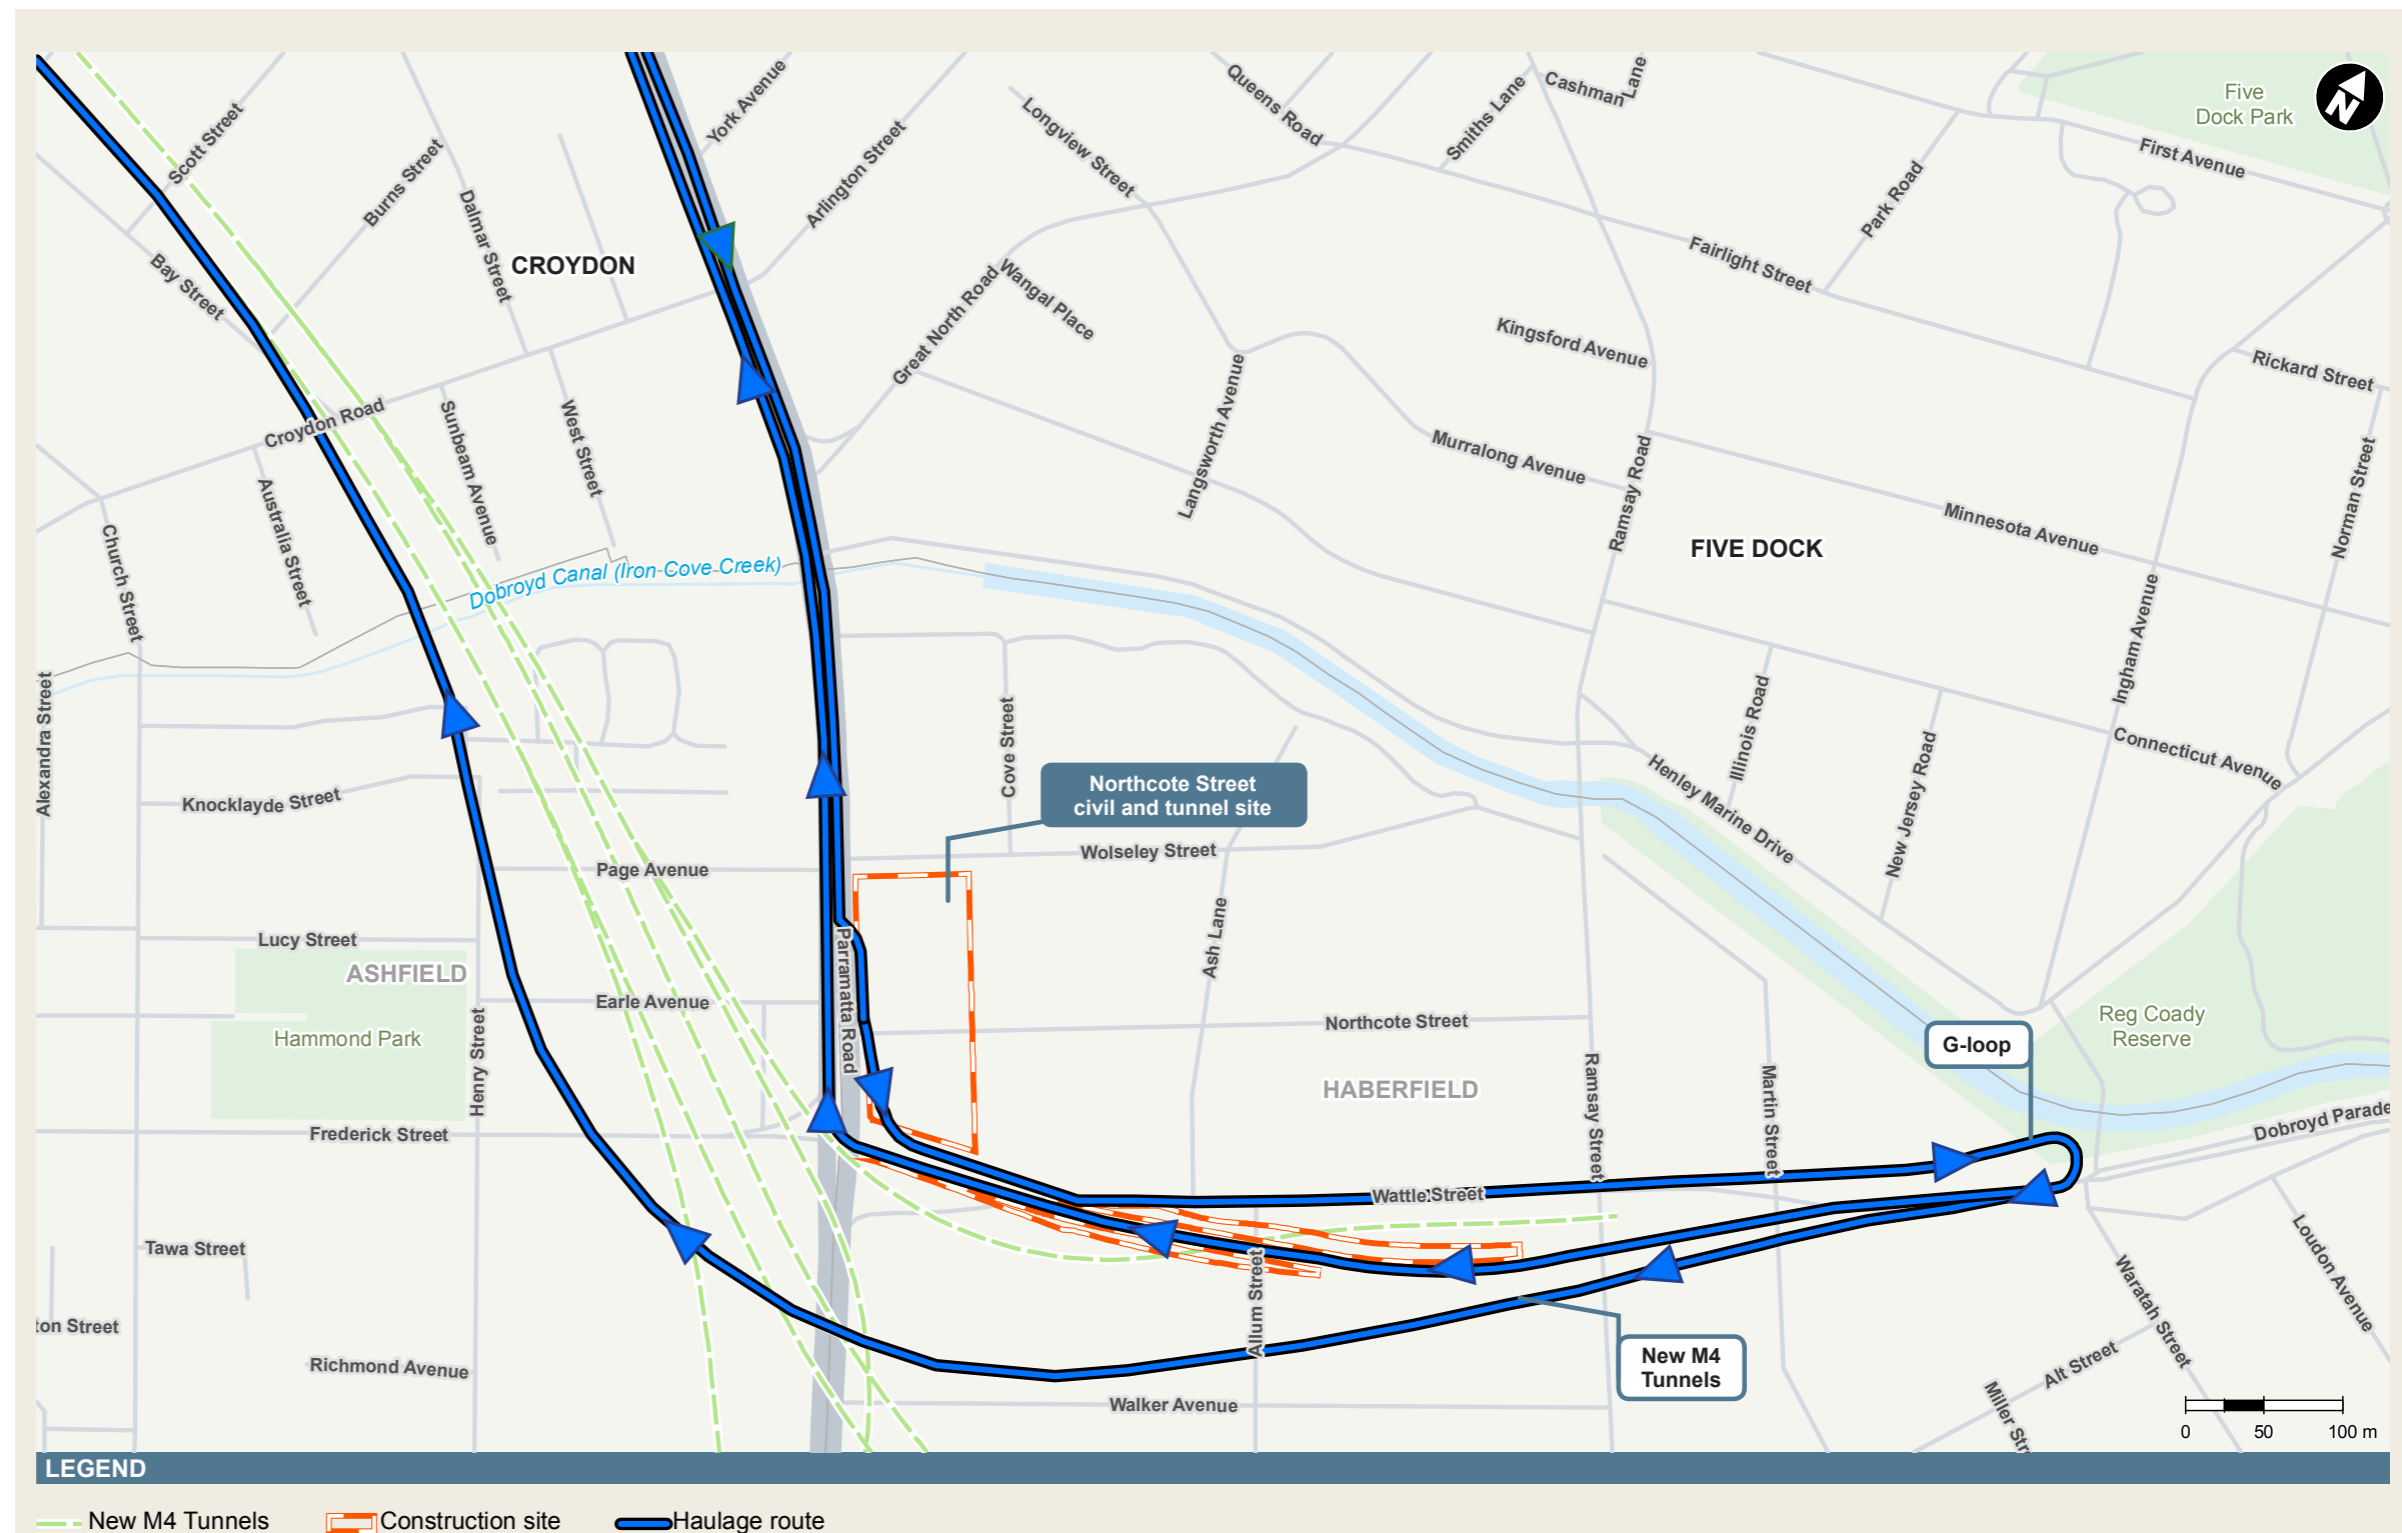 York Avenue
Queens Road
Smiths Lane
Cashman Lane
Five
Dock Park
N
Scott Street
Burns Street
Longview Street
Arlington Street
First Avenue
Park Road
Dalmar Street
CROYDON
Bay Street
Great North Road
Wangal Place
Fairlight Street
Kingsford Avenue
Rickard Street
Croydon Road
Sunbeam Avenue
West Street
Langsworth Avenue
Murralong Avenue
Ramsay Road
Norman Street
Australia Street
Church Street
Minnesota Avenue
FIVE DOCK
Dobroyd Canal (Iron Cove Creek)
Ingham Avenue
Alexandra Street
Cove Street
Illinois Road
New Jersey Road
Connecticut Avenue
Henley Marine Drive
Northcote Street
civil and tunnel site
Knocklayde Street
Page Avenue
Wolseley Street
Ash Lane
Lucy Street
ASHFIELD
Parramatta Road
Earle Avenue
Hammond Park
Henry Street
Northcote Street
Reg Coady
Reserve
G-loop
HABERFIELD
Ramsay Street
Martin Street
Frederick Street
Dobroyd Parade
Wattle Street
Tawa Street
Allum Street
Loudon Avenue
Waratah Street
ton Street
Richmond Avenue
New M4
Tunnels
Alt Street
Miller Str
Walker Avenue
0 50 100 m
LEGEND
New M4 Tunnels Construction site Haulage route